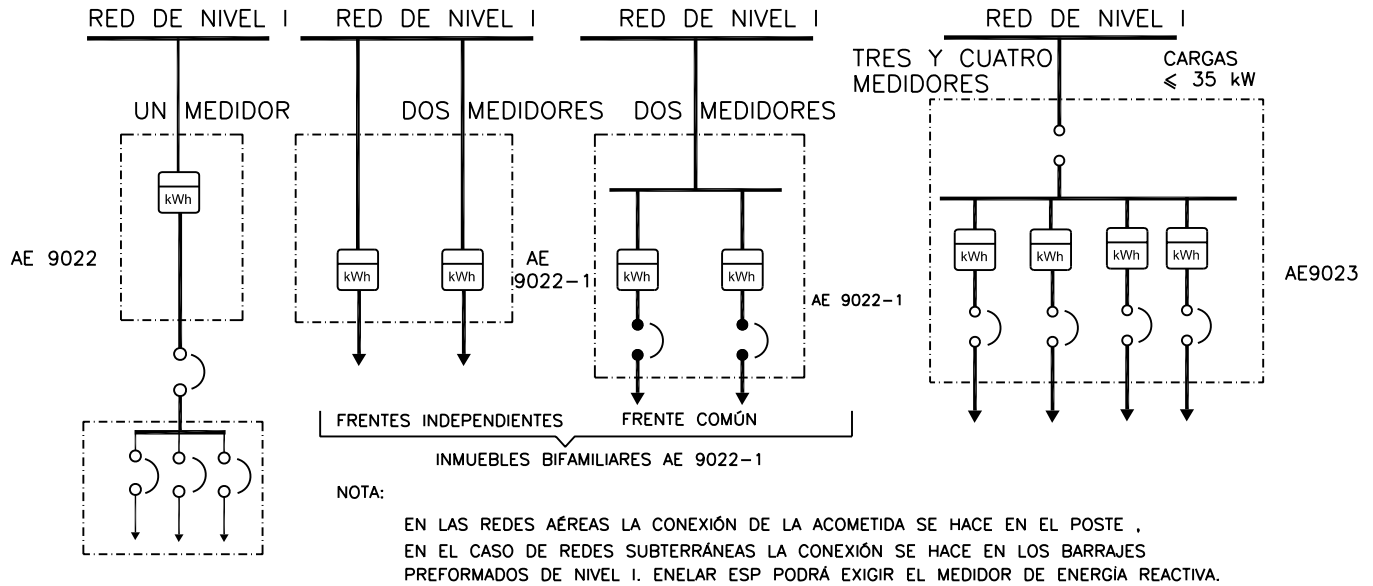 RED DE NIVEL I
RED DE NIVEL I
RED DE NIVEL I
RED DE NIVEL I
TRES Y CUATRO
MEDIDORES
CARGAS
⩽ 35 kW
UN MEDIDOR
DOS MEDIDORES
DOS MEDIDORES
kWh
kWh
kWh
kWh
kWh
kWh
kWh
kWh
kWh
AE 9022
AE
9022-1
AE 9022-1
AE9023
FRENTES INDEPENDIENTES
FRENTE COMÚN
INMUEBLES BIFAMILIARES AE 9022-1
NOTA:
EN LAS REDES AÉREAS LA CONEXIÓN DE LA ACOMETIDA SE HACE EN EL POSTE ,
EN EL CASO DE REDES SUBTERRÁNEAS LA CONEXIÓN SE HACE EN LOS BARRAJES
PREFORMADOS DE NIVEL I. ENELAR ESP PODRÁ EXIGIR EL MEDIDOR DE ENERGÍA REACTIVA.